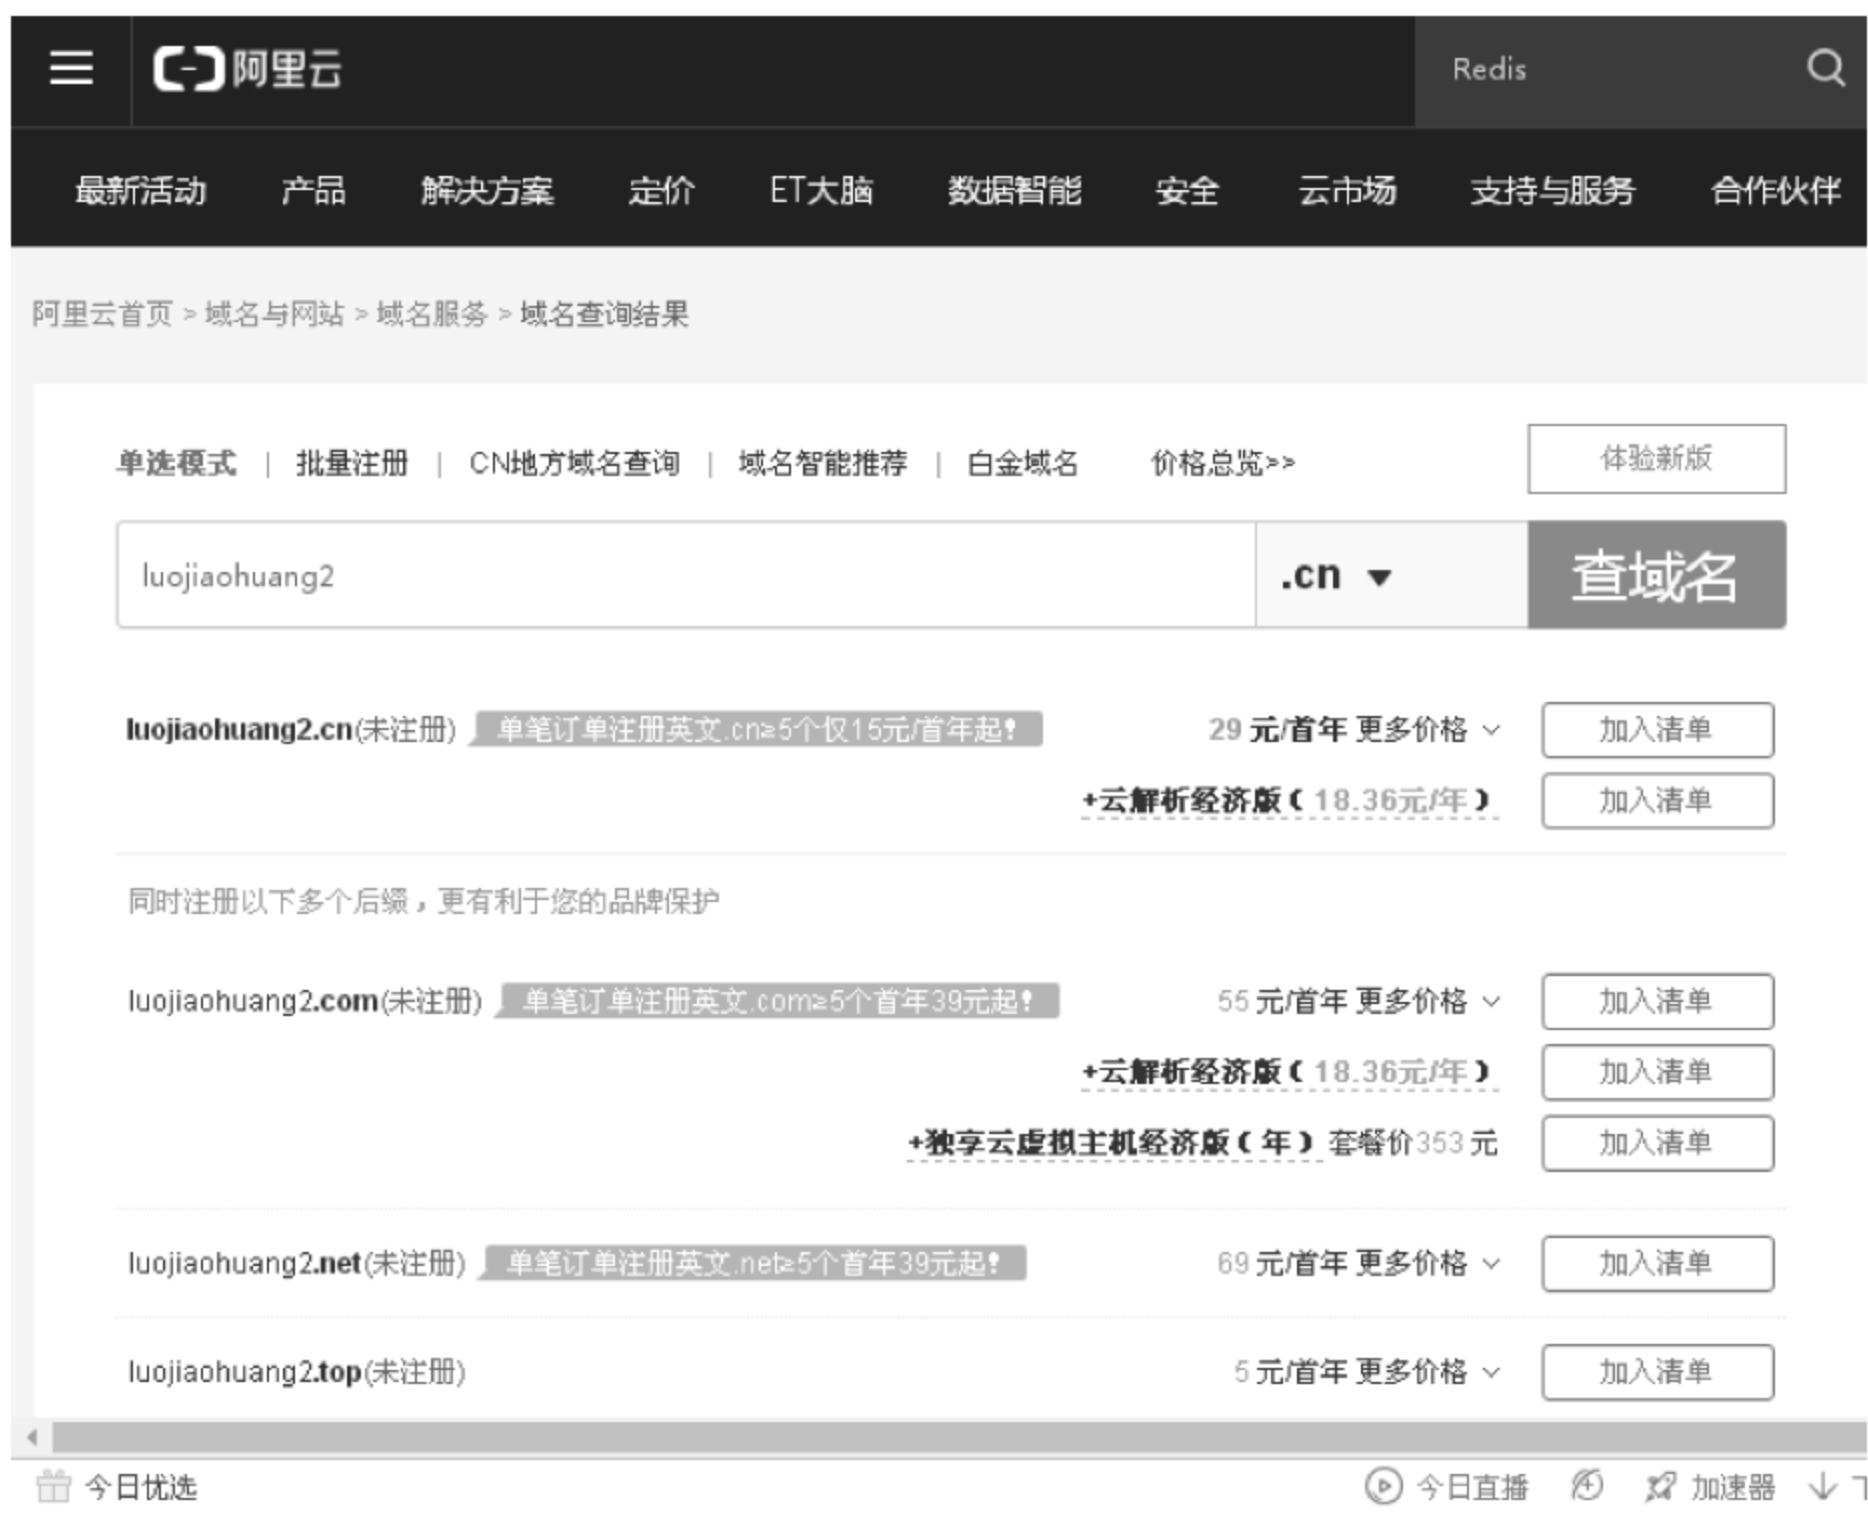 阿里云
Redis
最新活动 产品 解决方案 定价 ET大脑 数据智能 安全 云市场 支持与服务 合作伙伴
阿里云首页 > 域名与网站 > 域名服务 > 域名查询结果
单选模式 | 批量注册 | CN地方域名查询 | 域名智能推荐 | 白金域名 价格总览>> 体验新版
luojiaohuang2 .cn 查域名
luojiaohuang2.cn(未注册) 单笔订单注册英文.cn≥5个仅15元/首年起! 29 元/首年 更多价格 加入清单
+云解析经济版(18.36元/年) 加入清单
同时注册以下多个后缀，更有利于您的品牌保护
luojiaohuang2.com(未注册) 单笔订单注册英文.com≥5个首年39元起! 55 元/首年 更多价格 加入清单
+云解析经济版(18.36元/年) 加入清单
+独享云虚拟主机经济版(年) 套餐价353 元 加入清单
luojiaohuang2.net(未注册) 单笔订单注册英文.net≥5个首年39元起! 69 元/首年 更多价格 加入清单
luojiaohuang2.top(未注册) 5 元/首年 更多价格 加入清单
今日优选 今日直播 加速器